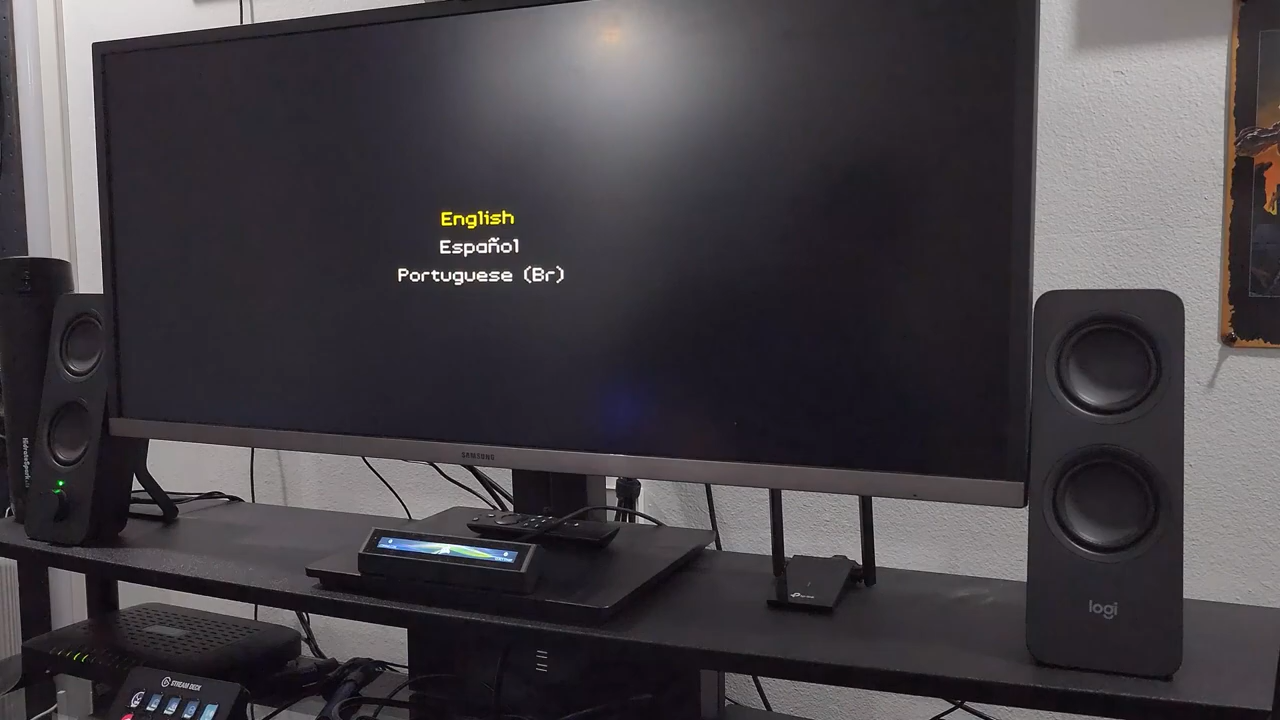 English
Español
Portuguese (Br)
SAMSUNG
logi
STREAM DECK